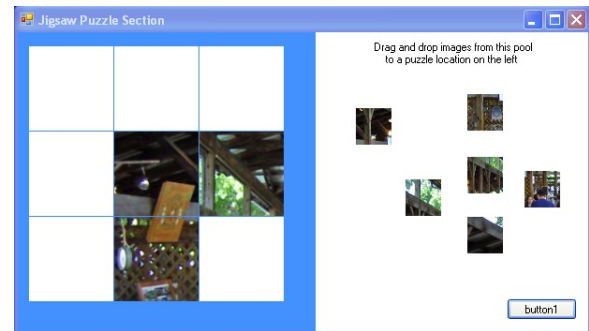 Jigsaw Puzzle Section
Drag and drop images from this pool
to a puzzle location on the left
button1